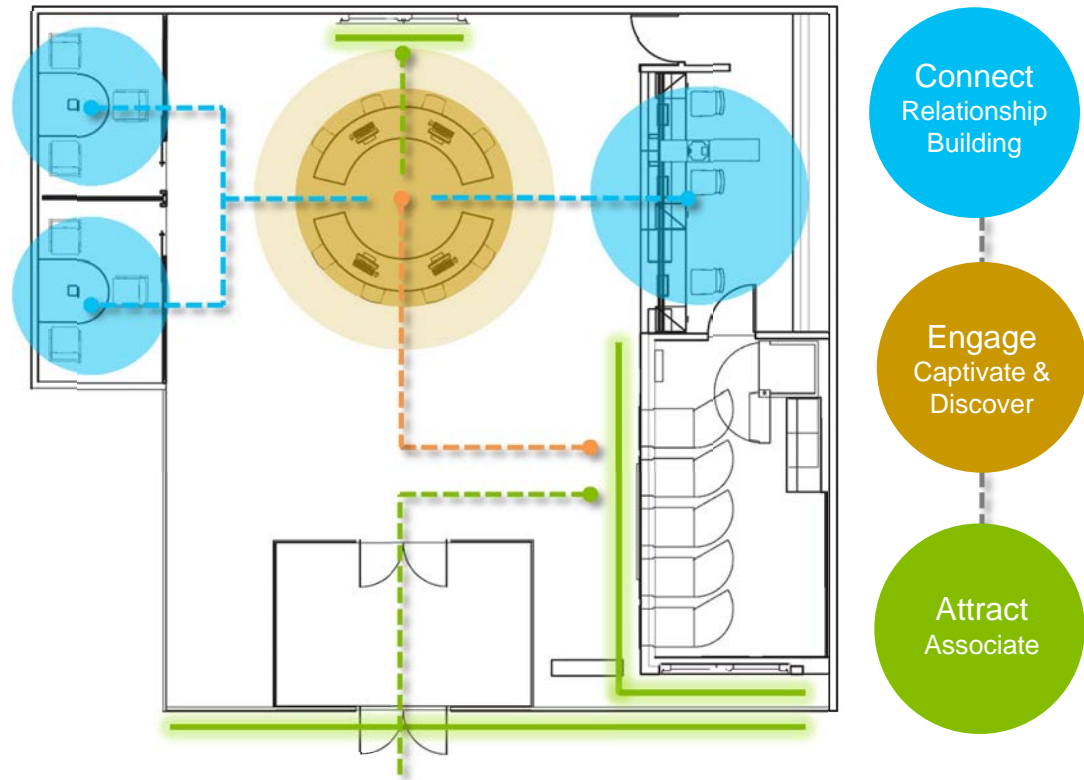 Connect
Relationship
Building
Engage
Captivate &
Discover
Attract
Associate